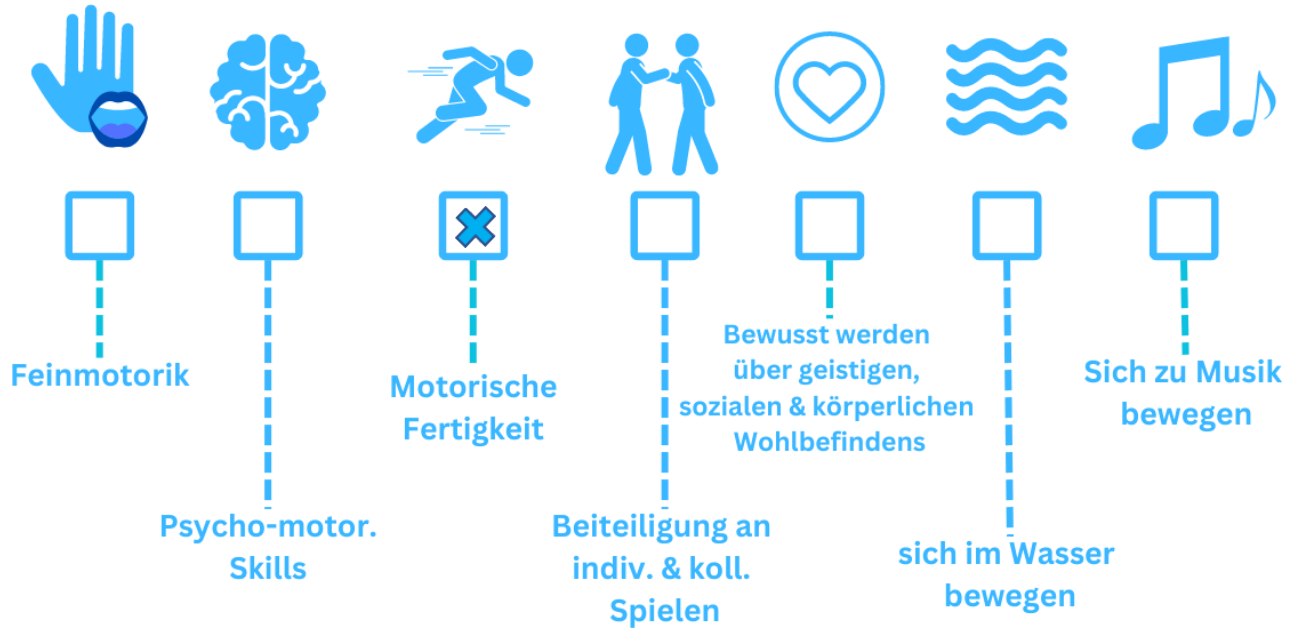 Feinmotorik
Psycho-motor.
Skills
Motorische
Fertigkeit
Beiteiligung an
indiv. & koll.
Spielen
Bewusst werden
über geistigen,
sozialen & körperlichen
Wohlbefindens
sich im Wasser
bewegen
Sich zu Musik
bewegen